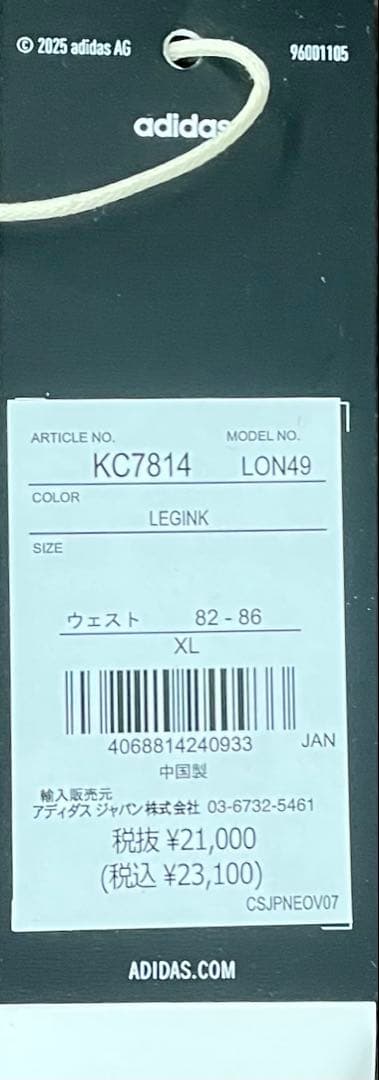 © 2025 adidas AG 96001105
adidas
ARTICLE NO. MODEL NO.
KC7814 LON49
COLOR
LEGINK
SIZE
ウェスト 82 - 86
XL
4068814240933 JAN
中国製
輸入販売元
アディダス ジャパン株式会社 03-6732-5461
税抜 ¥21,000
(税込 ¥23,100)
CSJPNEOV07
ADIDAS.COM